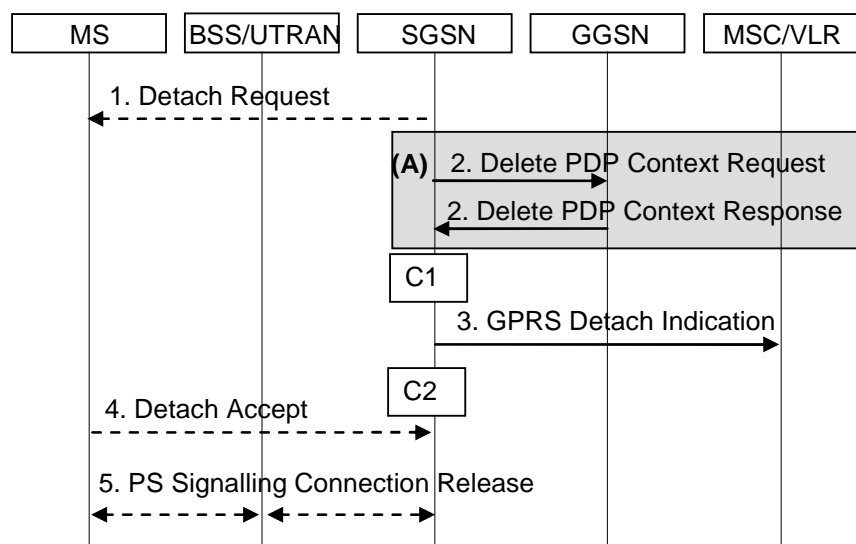 MS BSS/UTRAN SGSN GGSN MSC/VLR
1. Detach Request
(A) 2. Delete PDP Context Request
2. Delete PDP Context Response
C1
3. GPRS Detach Indication
C2
4. Detach Accept
5. PS Signalling Connection Release